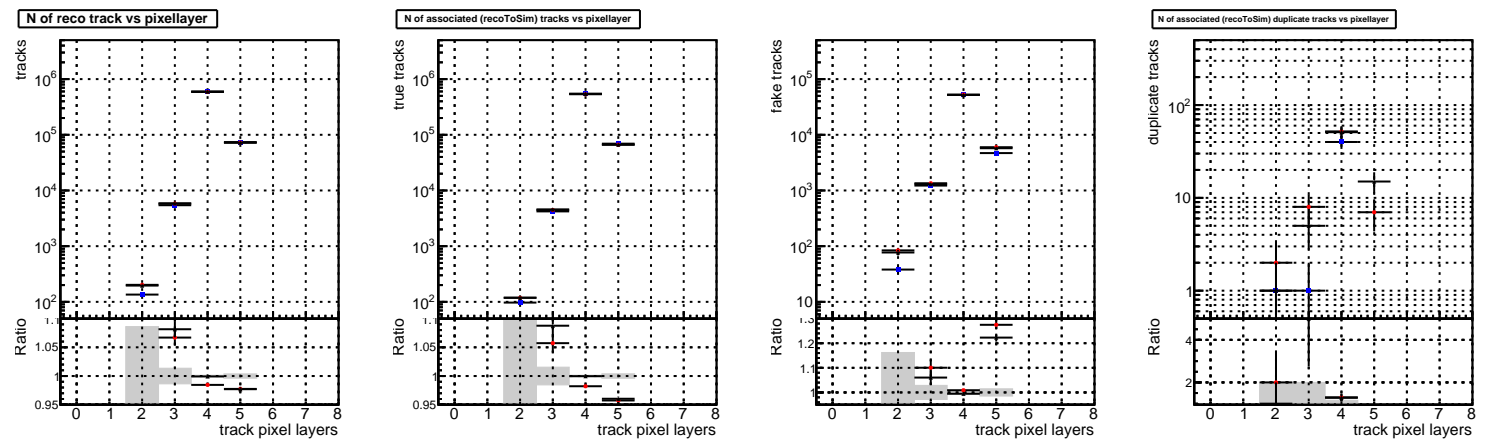 N of reco track vs pixellayer
tracks
10^6
10^5
10^4
10^3
10^2
Ratio
1.1
1.05
1
0.95
0 1 2 3 4 5 6 7 8
track pixel layers
N of associated (recoToSim) tracks vs pixellayer
true tracks
10^6
10^5
10^4
10^3
10^2
Ratio
1.1
1.05
1
0.95
0 1 2 3 4 5 6 7 8
track pixel layers
fake tracks
10^5
10^4
10^3
10^2
10
Ratio
1.3
1.2
1.1
1
0 1 2 3 4 5 6 7 8
track pixel layers
N of associated (recoToSim) duplicate tracks vs pixellayer
duplicate tracks
10^2
10
1
Ratio
4
2
0 1 2 3 4 5 6 7 8
track pixel layers